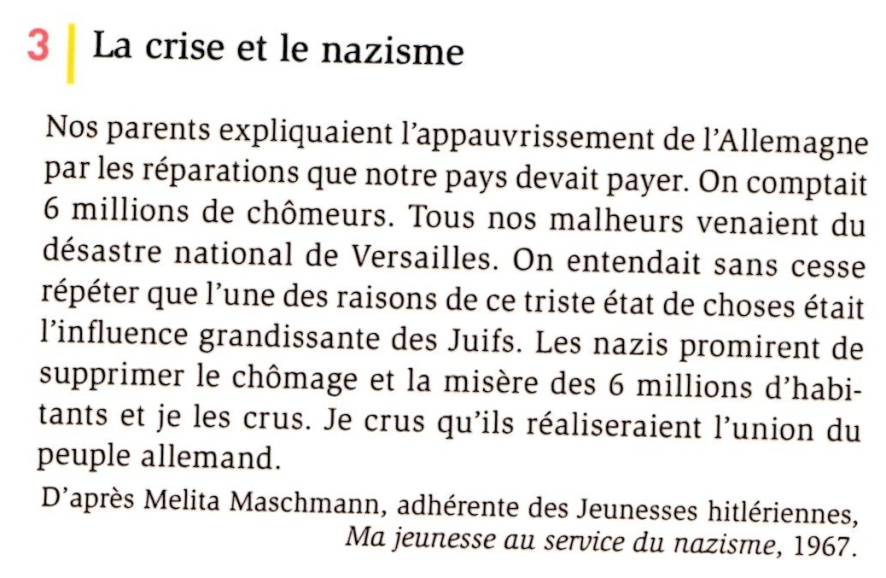 3 La crise et le nazisme
Nos parents expliquaient l'appauvrissement de l'Allemagne
par les réparations que notre pays devait payer. On comptait
6 millions de chômeurs. Tous nos malheurs venaient du
désastre national de Versailles. On entendait sans cesse
répéter que l'une des raisons de ce triste état de choses était
l'influence grandissante des Juifs. Les nazis promirent de
supprimer le chômage et la misère des 6 millions d'habi-
tants et je les crus. Je crus qu'ils réaliseraient l'union du
peuple allemand.
D'après Melita Maschmann, adhérente des Jeunesses hitlériennes,
Ma jeunesse au service du nazisme, 1967.